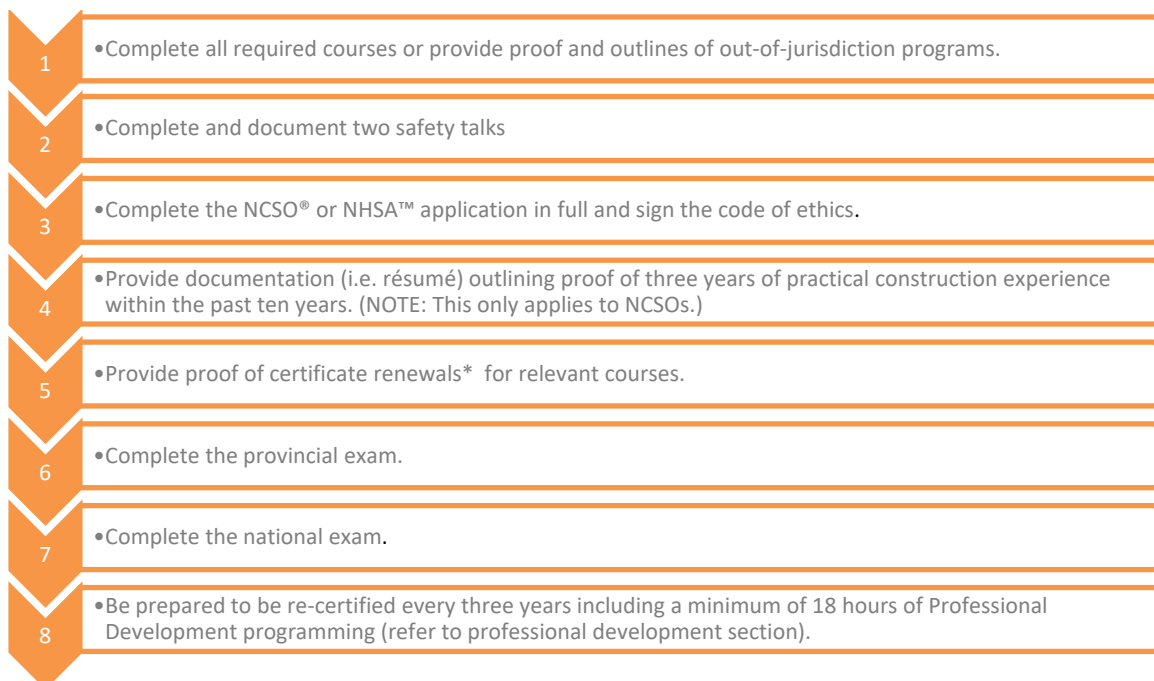 1
•Complete all required courses or provide proof and outlines of out-of-jurisdiction programs.
2
•Complete and document two safety talks
3
•Complete the NCSO® or NHSA™ application in full and sign the code of ethics.
4
•Provide documentation (i.e. résumé) outlining proof of three years of practical construction experience
within the past ten years. (NOTE: This only applies to NCSOs.)
5
•Provide proof of certificate renewals*  for relevant courses.
6
•Complete the provincial exam.
7
•Complete the national exam.
8
•Be prepared to be re-certified every three years including a minimum of 18 hours of Professional
Development programming (refer to professional development section).